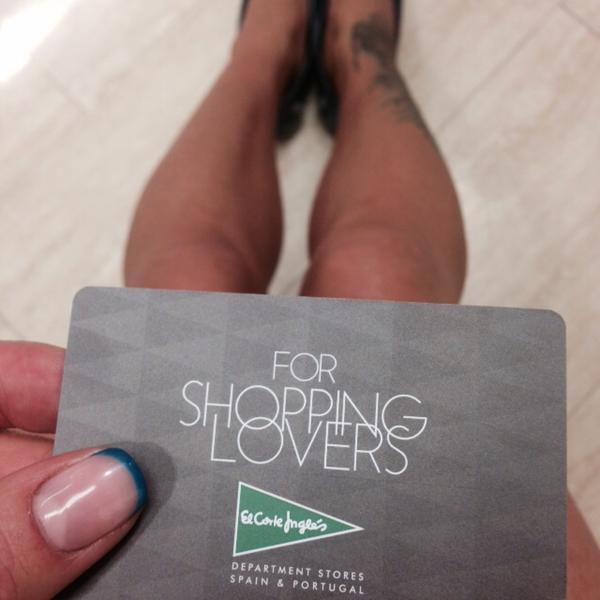 FOR
SHOPPING
LOVERS
El Corte Inglés
DEPARTMENT STORES
SPAIN & PORTUGAL